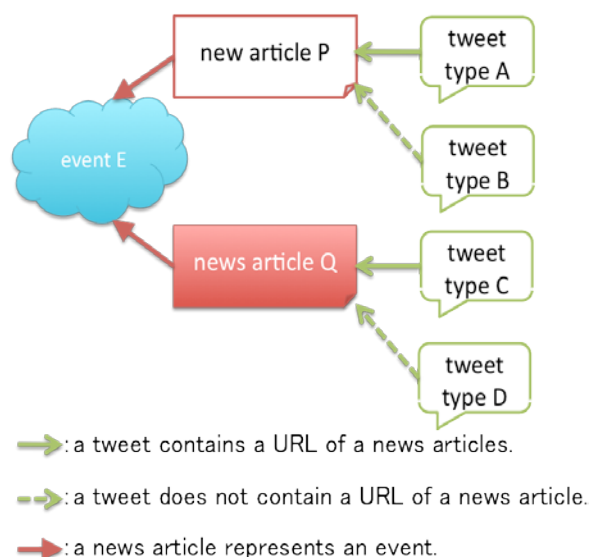 new article P
tweet
type A
event E
tweet
type B
news article Q
tweet
type C
tweet
type D
: a tweet contains a URL of a news articles.
: a tweet does not contain a URL of a news article.
: a news article represents an event.